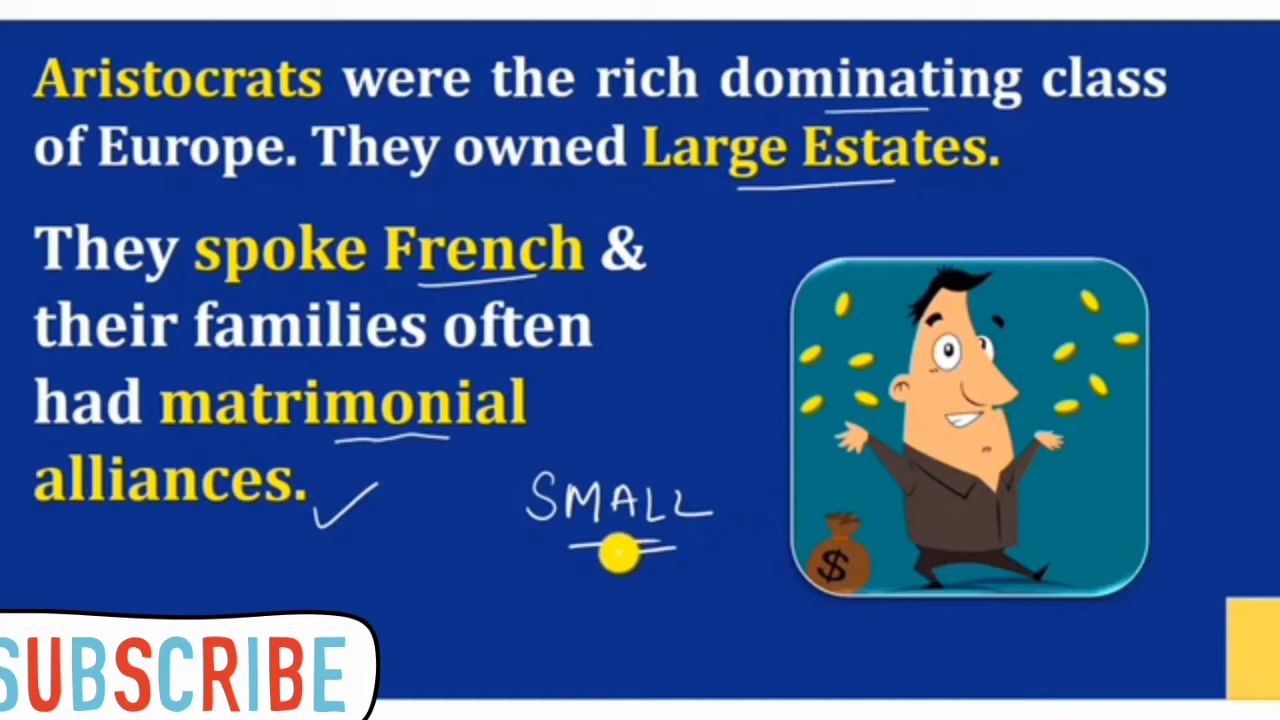 Aristocrats were the rich dominating class
of Europe. They owned Large Estates.
They spoke French &
their families often
had matrimonial
alliances.
SMALL
$
SUBSCRIBE